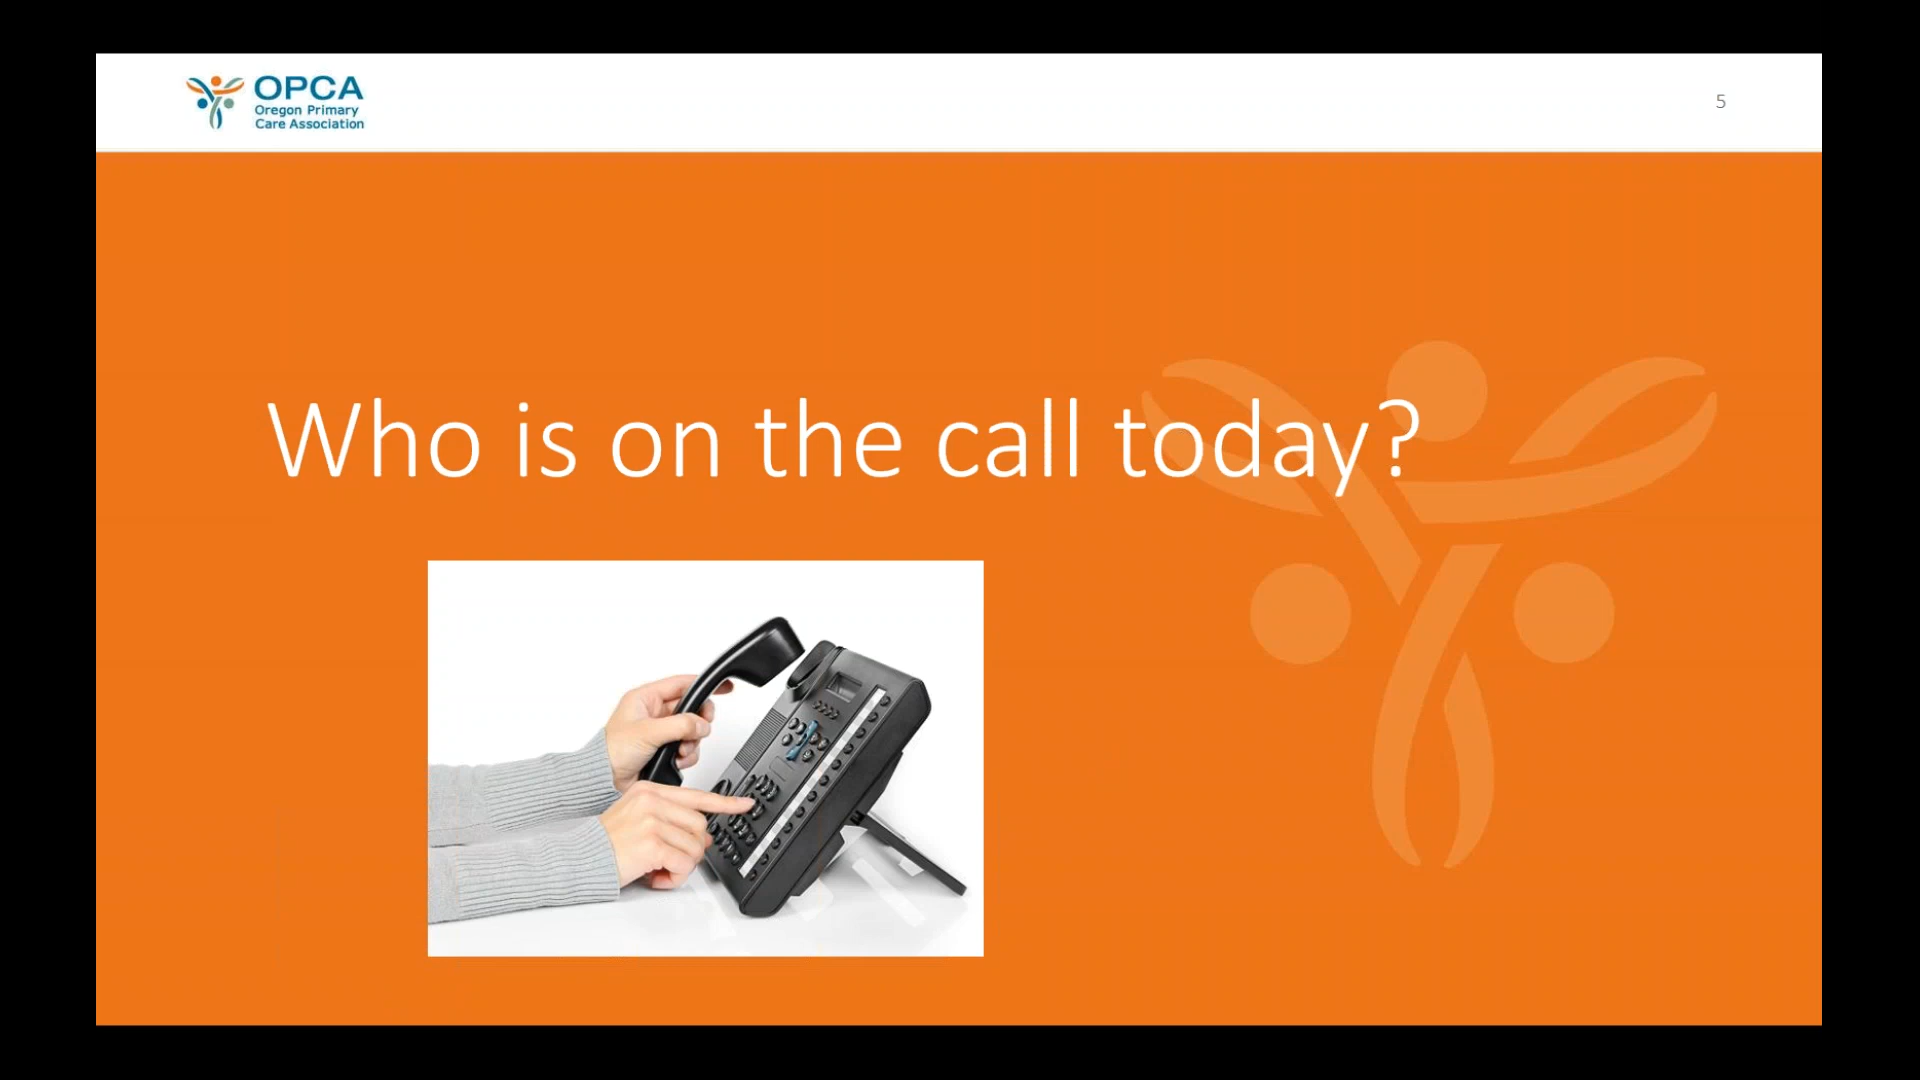 OPCA
Oregon Primary
Care Association
5
Who is on the call today?